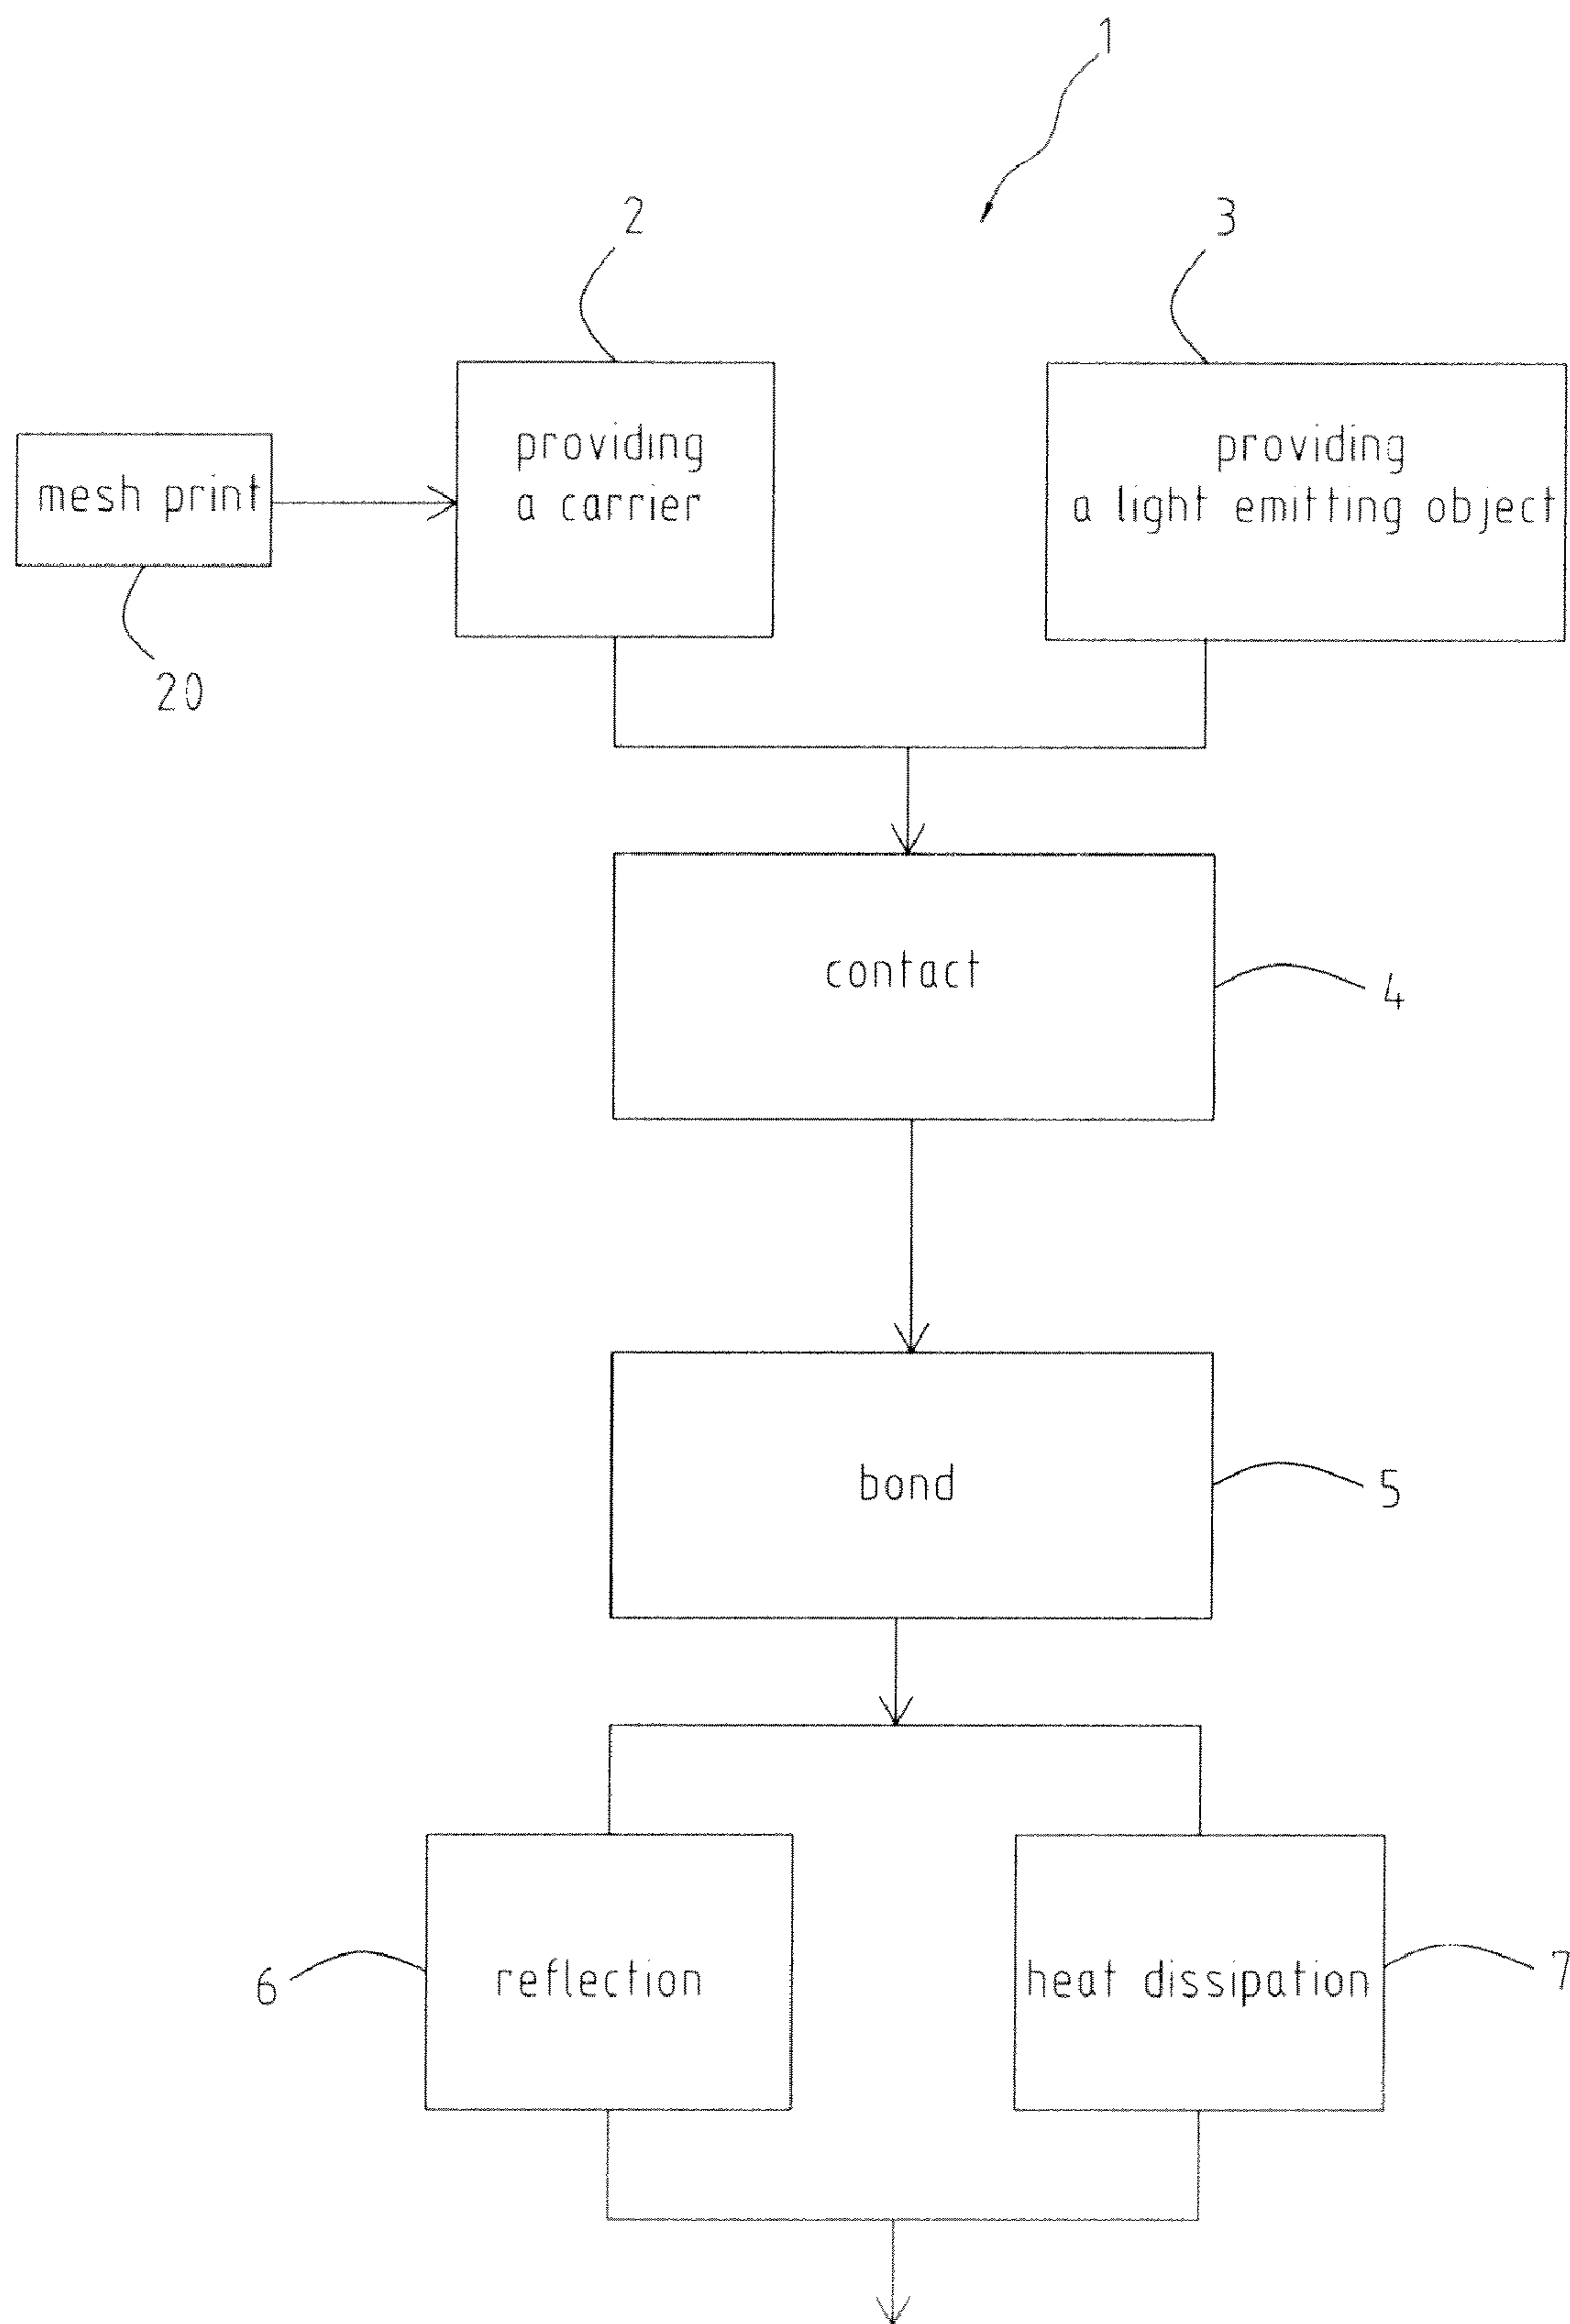 1
2
3
mesh print
providing
a carrier
providing
a light emitting object
20
contact
4
bond
5
reflection
6
heat dissipation
7